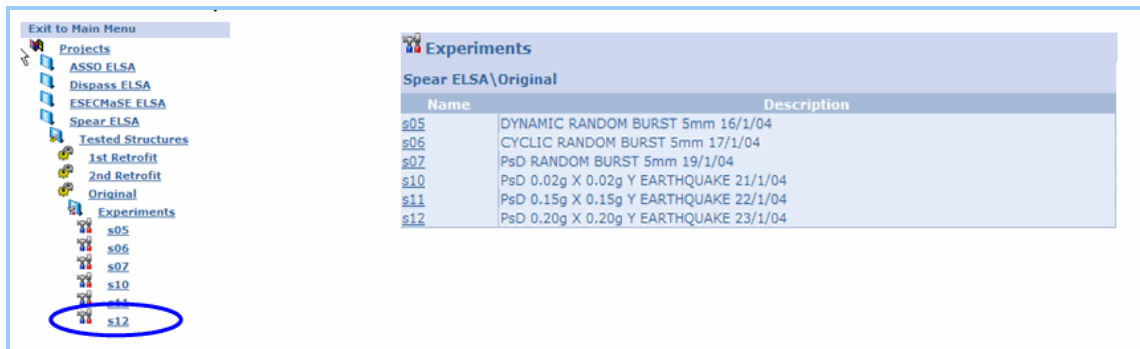 Exit to Main Menu
Projects
ASSO ELSA
Dispass ELSA
ESECMaSE ELSA
Spear ELSA
Tested Structures
1st Retrofit
2nd Retrofit
Original
Experiments
s05
s06
s07
s10
s11
s12
Experiments
Spear ELSA\Original
Name Description
s05 DYNAMIC RANDOM BURST 5mm 16/1/04
s06 CYCLIC RANDOM BURST 5mm 17/1/04
s07 PsD RANDOM BURST 5mm 19/1/04
s10 PsD 0.02g X 0.02g Y EARTHQUAKE 21/1/04
s11 PsD 0.15g X 0.15g Y EARTHQUAKE 22/1/04
s12 PsD 0.20g X 0.20g Y EARTHQUAKE 23/1/04